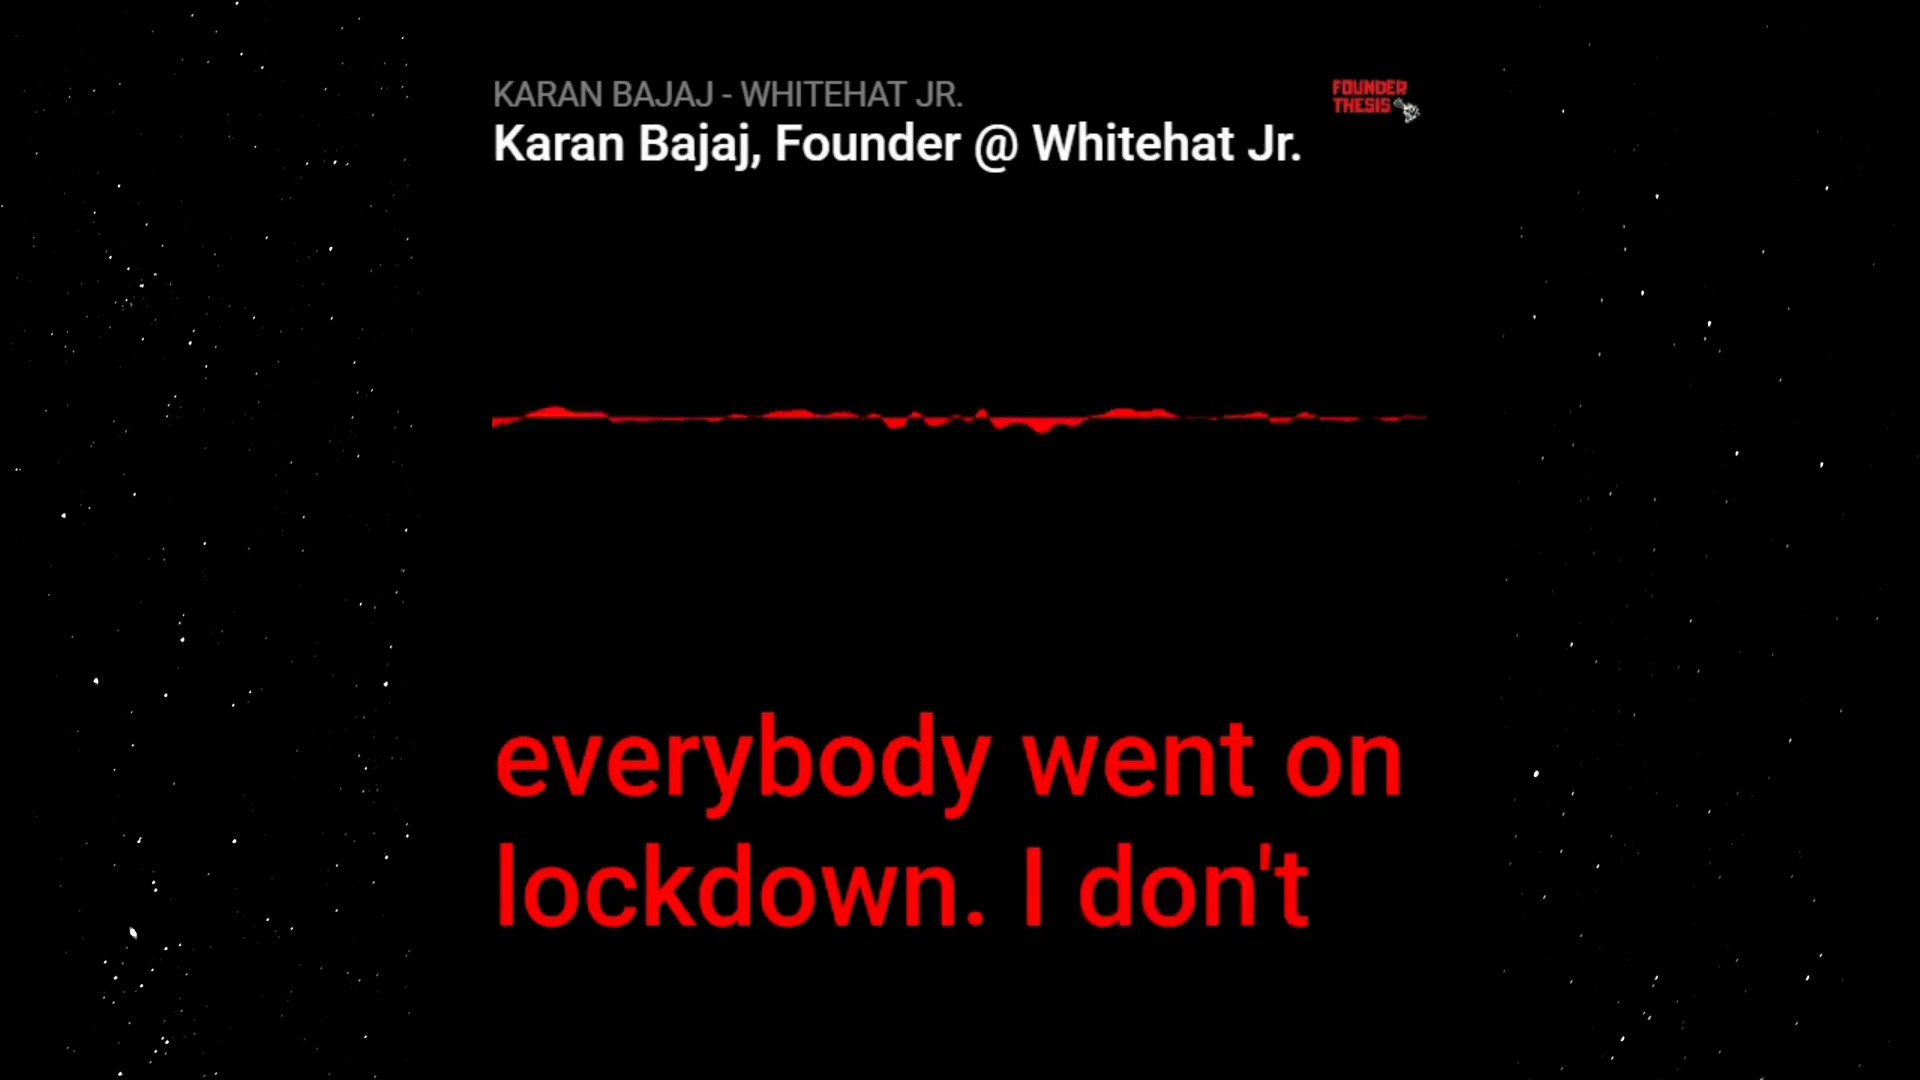 KARAN BAJAJ - WHITEHAT JR.
Karan Bajaj, Founder @ Whitehat Jr.
FOUNDER
THESIS
everybody went on
lockdown. I don't